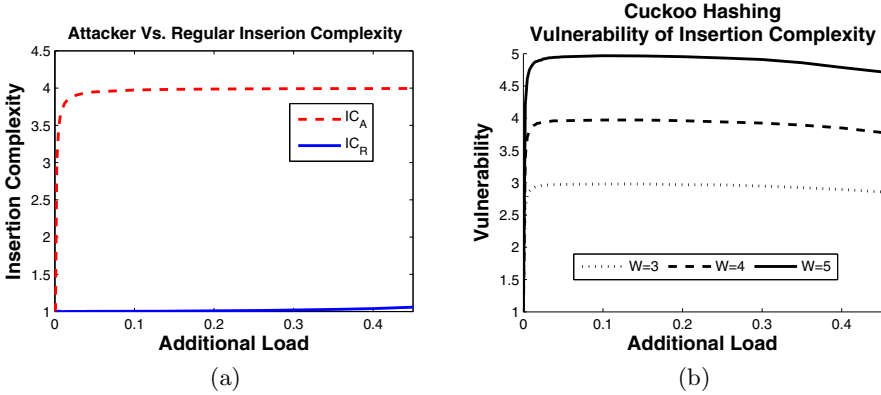 Attacker Vs. Regular Inserion Complexity
4.5
4
3.5
3
2.5
2
1.5
1
Insertion Complexity
IC_A
IC_R
0
0.1
0.2
0.3
0.4
Additional Load
(a)
Cuckoo Hashing
Vulnerability of Insertion Complexity
5
4.5
4
3.5
3
2.5
2
1.5
1
Vulnerability
W=3 W=4 W=5
0
0.1
0.2
0.3
0.4
Additional Load
(b)